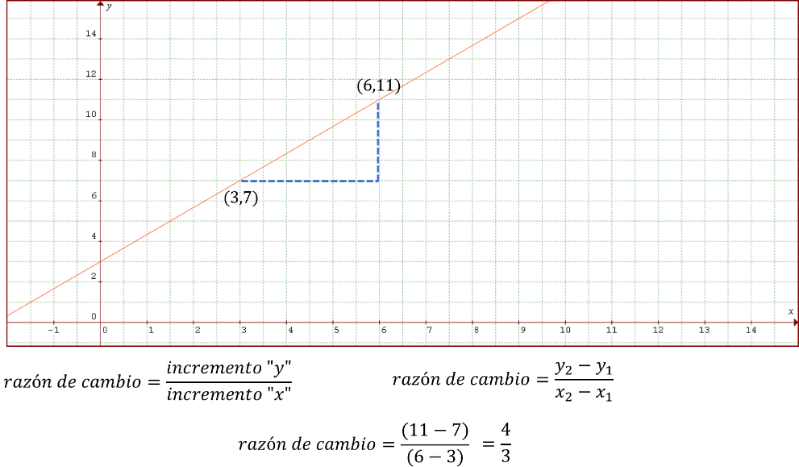 y
14
12
(6,11)
10
8
6
(3,7)
4
2
0
x
-1 0 1 2 3 4 5 6 7 8 9 10 11 12 13 14
razón de cambio = incremento "y" / incremento "x"
razón de cambio = y₂ − y₁ / x₂ − x₁
razón de cambio = (11 − 7) / (6 − 3) = 4 / 3